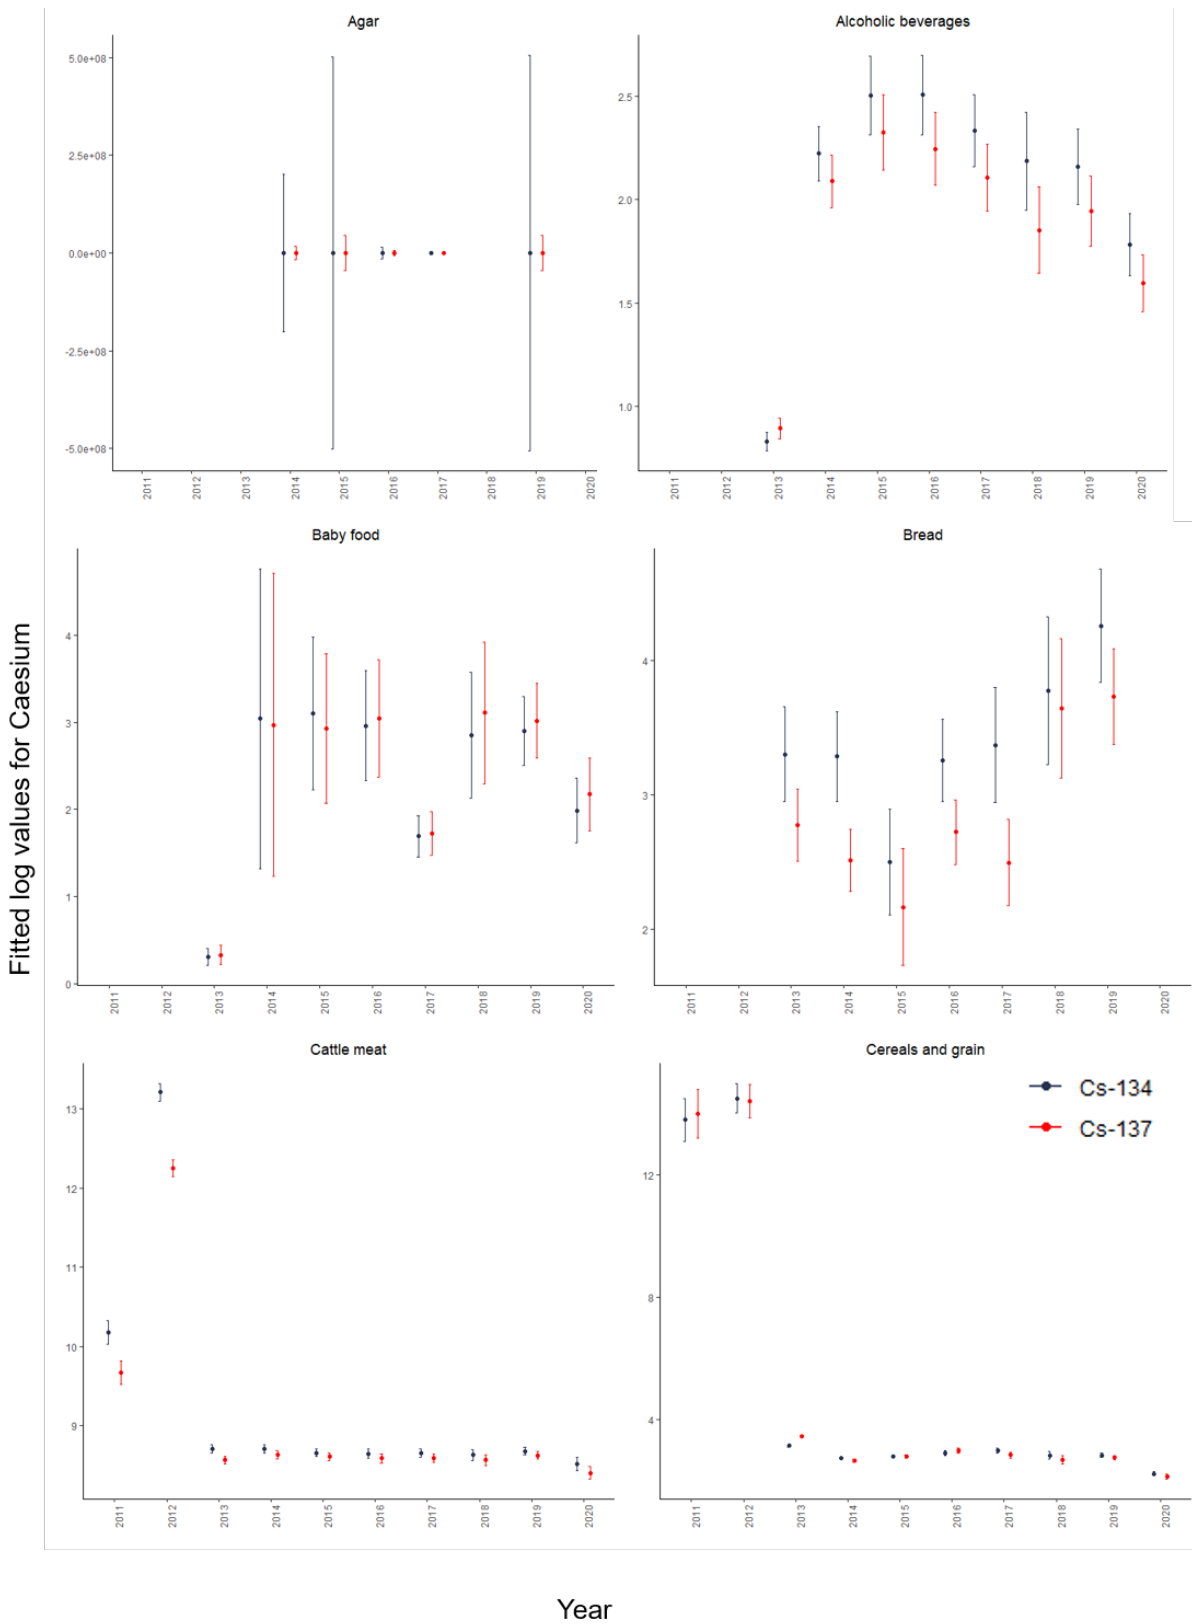 Agar
5.0e+08
2.5e+08
0.0e+00
-2.5e+08
-5.0e+08
2011 2012 2013 2014 2015 2016 2017 2018 2019 2020
Alcoholic beverages
2.5
2.0
1.5
1.0
2011 2012 2013 2014 2015 2016 2017 2018 2019 2020
Fitted log values for Caesium
Baby food
4
3
2
1
0
2011 2012 2013 2014 2015 2016 2017 2018 2019 2020
Bread
4
3
2
2011 2012 2013 2014 2015 2016 2017 2018 2019 2020
Cattle meat
13
12
11
10
9
2011 2012 2013 2014 2015 2016 2017 2018 2019 2020
Cereals and grain
Cs-134
Cs-137
12
8
4
2011 2012 2013 2014 2015 2016 2017 2018 2019 2020
Year